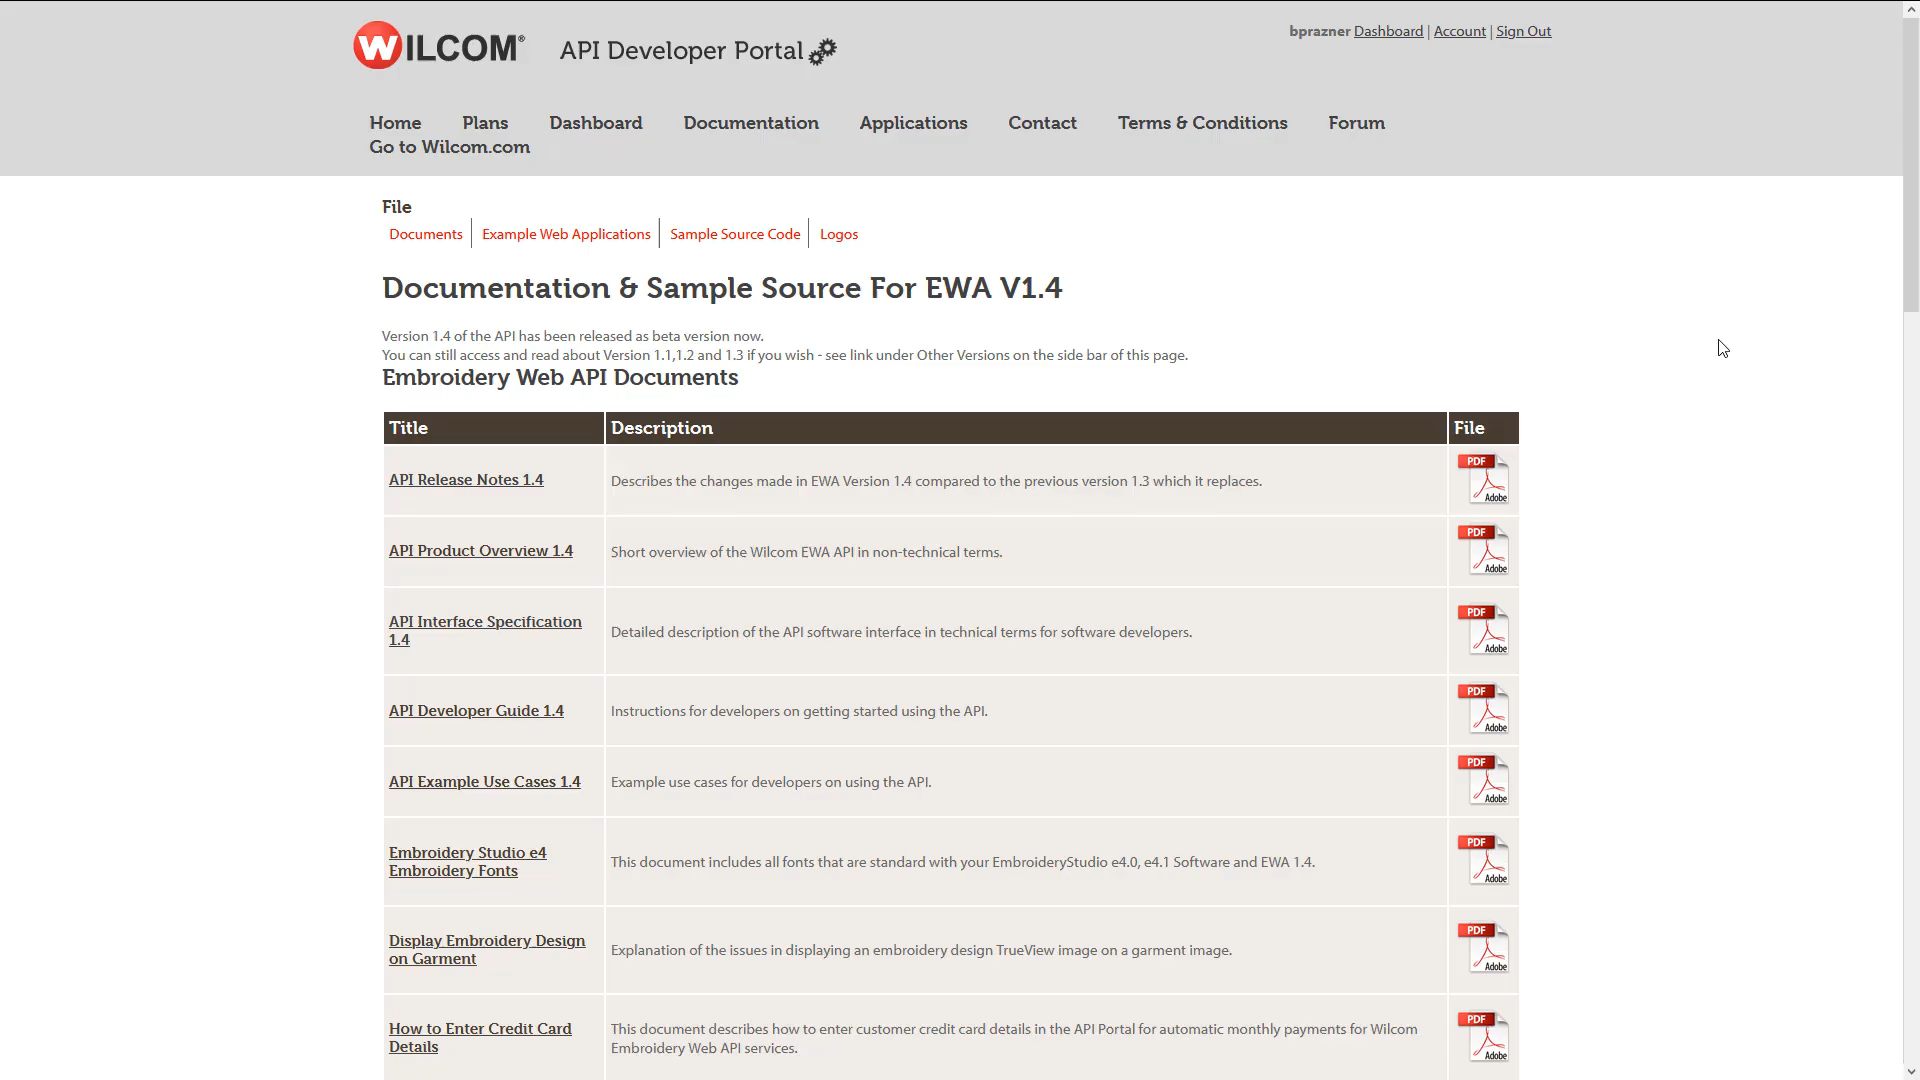 WILCOM®
API Developer Portal
bprazner Dashboard | Account | Sign Out
Home Plans Dashboard Documentation Applications Contact Terms & Conditions Forum
Go to Wilcom.com
File
Documents Example Web Applications Sample Source Code Logos
Documentation & Sample Source For EWA V1.4
Version 1.4 of the API has been released as beta version now.
You can still access and read about Version 1.1,1.2 and 1.3 if you wish - see link under Other Versions on the side bar of this page.
Embroidery Web API Documents
Title Description File
API Release Notes 1.4 Describes the changes made in EWA Version 1.4 compared to the previous version 1.3 which it replaces. PDF
Adobe
API Product Overview 1.4 Short overview of the Wilcom EWA API in non-technical terms. PDF
Adobe
API Interface Specification
1.4
Detailed description of the API software interface in technical terms for software developers. PDF
Adobe
API Developer Guide 1.4 Instructions for developers on getting started using the API. PDF
Adobe
API Example Use Cases 1.4 Example use cases for developers on using the API. PDF
Adobe
Embroidery Studio e4
Embroidery Fonts
This document includes all fonts that are standard with your EmbroideryStudio e4.0, e4.1 Software and EWA 1.4. PDF
Adobe
Display Embroidery Design
on Garment
Explanation of the issues in displaying an embroidery design TrueView image on a garment image. PDF
Adobe
How to Enter Credit Card
Details
This document describes how to enter customer credit card details in the API Portal for automatic monthly payments for Wilcom
Embroidery Web API services.
PDF
Adobe